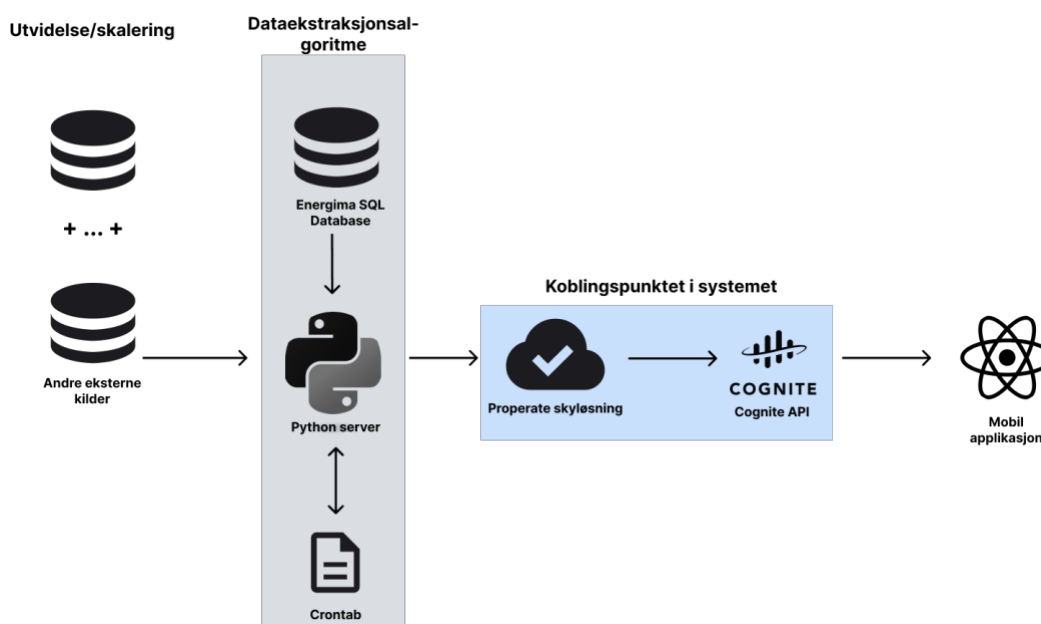 Utvidelse/skalering
+ ... +
Andre eksterne
kilder
Dataekstraksjonsal-
goritme
Energima SQL
Database
Python server
Crontab
Koblingspunktet i systemet
Properate skyløsning
COGNITE
Cognite API
Mobil
applikasjon